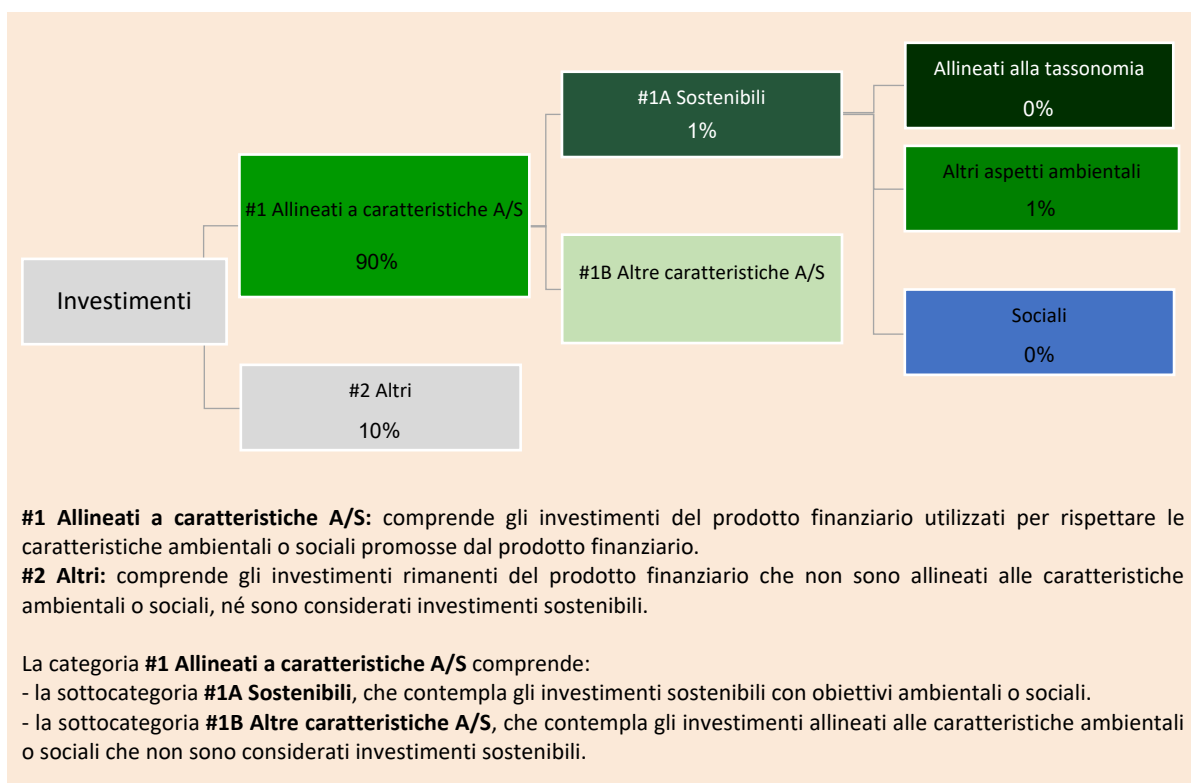 Allineati alla tassonomia
0%
#1A Sostenibili
1%
Altri aspetti ambientali
1%
#1 Allineati a caratteristiche A/S
90%
#1B Altre caratteristiche A/S
Investimenti
Sociali
0%
#2 Altri
10%
#1 Allineati a caratteristiche A/S: comprende gli investimenti del prodotto finanziario utilizzati per rispettare le
caratteristiche ambientali o sociali promosse dal prodotto finanziario.
#2 Altri: comprende gli investimenti rimanenti del prodotto finanziario che non sono allineati alle caratteristiche
ambientali o sociali, né sono considerati investimenti sostenibili.
La categoria #1 Allineati a caratteristiche A/S comprende:
- la sottocategoria #1A Sostenibili, che contempla gli investimenti sostenibili con obiettivi ambientali o sociali.
- la sottocategoria #1B Altre caratteristiche A/S, che contempla gli investimenti allineati alle caratteristiche ambientali
o sociali che non sono considerati investimenti sostenibili.